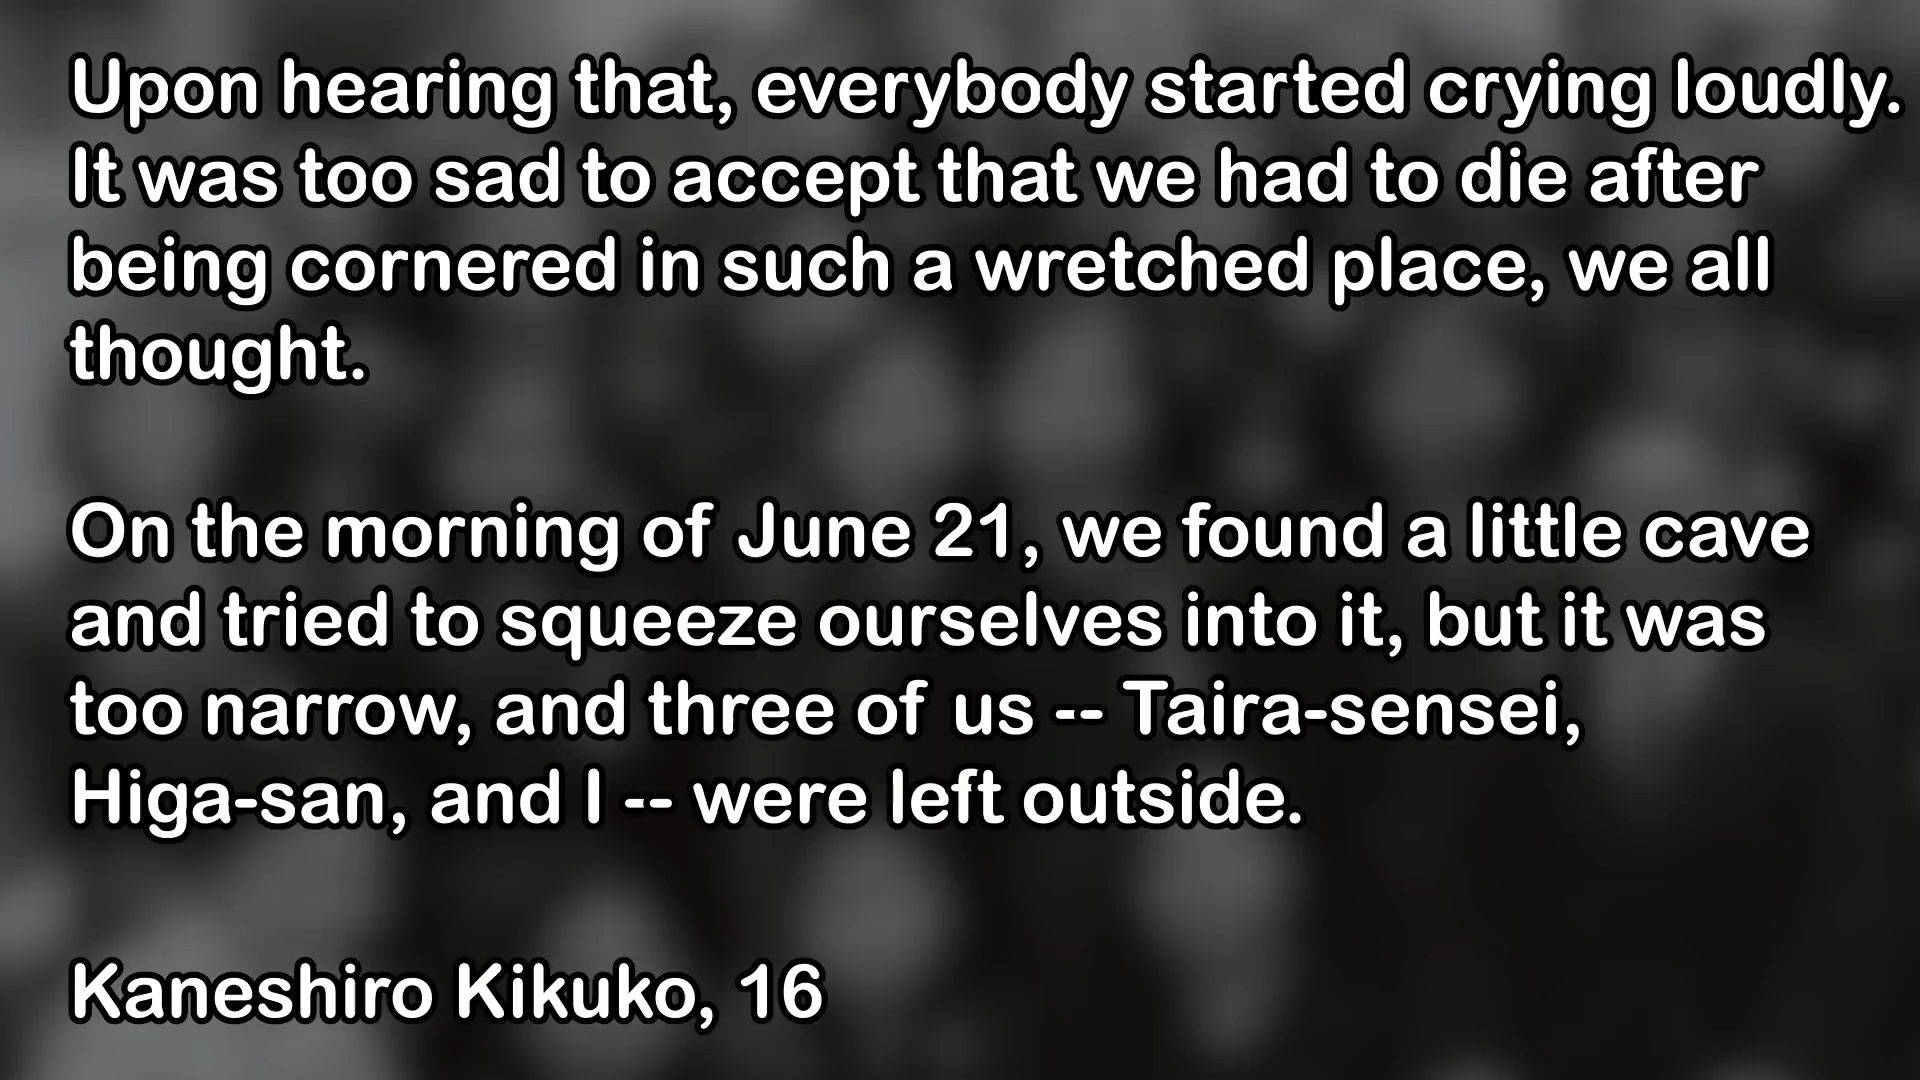 Upon hearing that, everybody started crying loudly.
It was too sad to accept that we had to die after
being cornered in such a wretched place, we all
thought.
On the morning of June 21, we found a little cave
and tried to squeeze ourselves into it, but it was
too narrow, and three of us -- Taira-sensei,
Higa-san, and I -- were left outside.
Kaneshiro Kikuko, 16